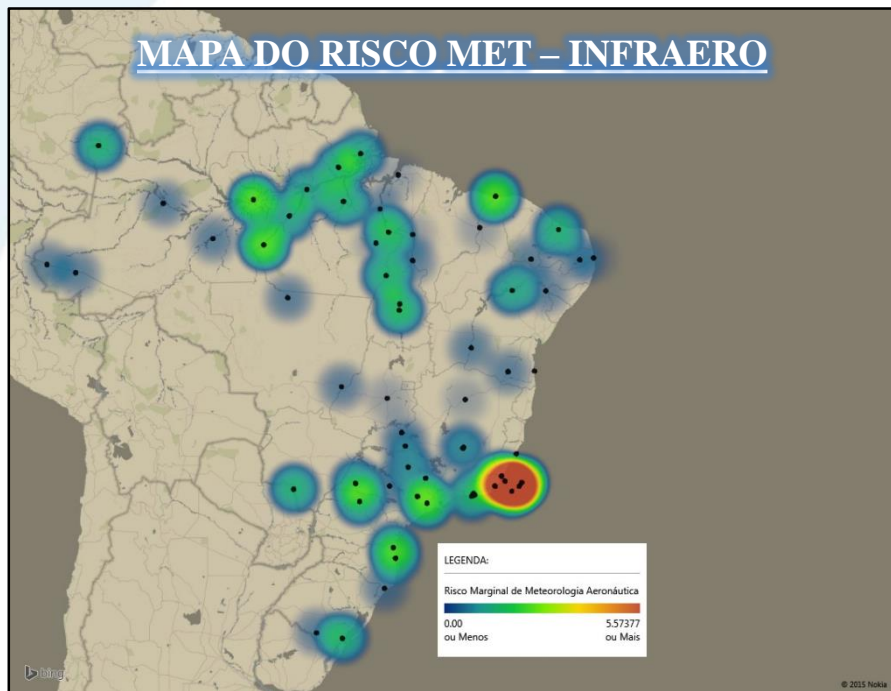 MAPA DO RISCO MET – INFRAERO
LEGENDA:
Risco Marginal de Meteorologia Aeronáutica
0.00 5.57377
ou Menos ou Mais
bing
© 2015 Nokia